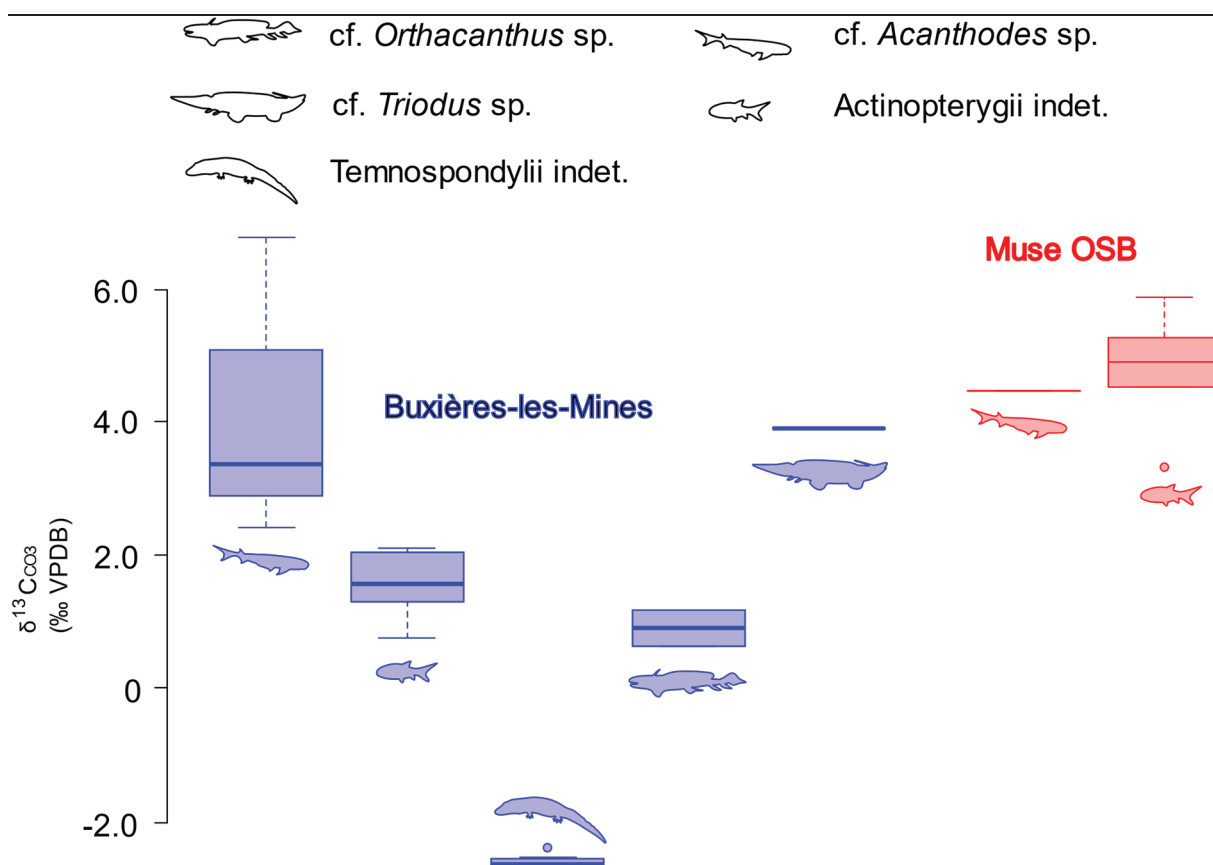 cf. Orthacanthus sp.
cf. Acanthodes sp.
cf. Triodus sp.
Actinopterygii indet.
Temnospondylii indet.
Muse OSB
Buxières-les-Mines
6.0
4.0
2.0
0
-2.0
δ¹³C_CO3
(‰ VPDB)